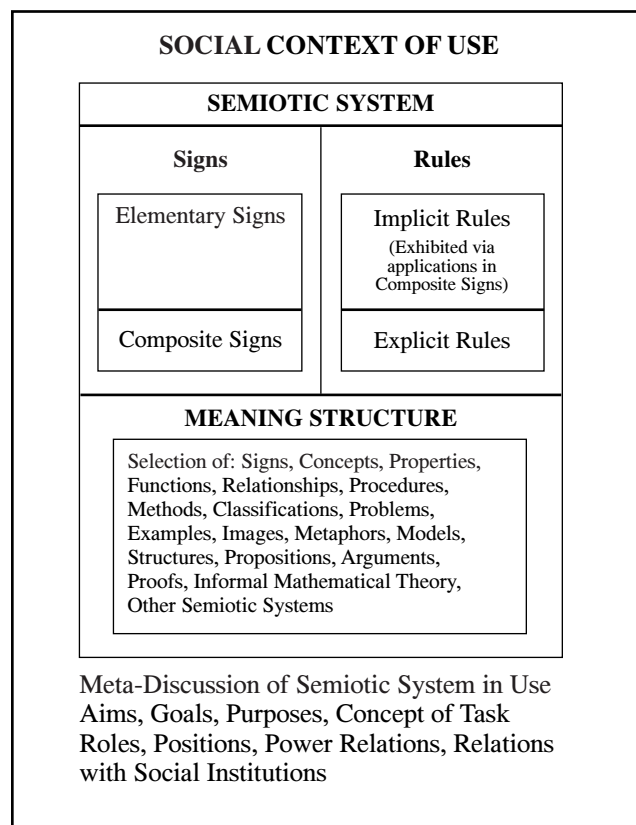 SOCIAL CONTEXT OF USE
SEMIOTIC SYSTEM
Signs
Elementary Signs
Composite Signs
Rules
Implicit Rules
(Exhibited via
applications in
Composite Signs)
Explicit Rules
MEANING STRUCTURE
Selection of: Signs, Concepts, Properties,
Functions, Relationships, Procedures,
Methods, Classifications, Problems,
Examples, Images, Metaphors, Models,
Structures, Propositions, Arguments,
Proofs, Informal Mathematical Theory,
Other Semiotic Systems
Meta-Discussion of Semiotic System in Use
Aims, Goals, Purposes, Concept of Task
Roles, Positions, Power Relations, Relations
with Social Institutions